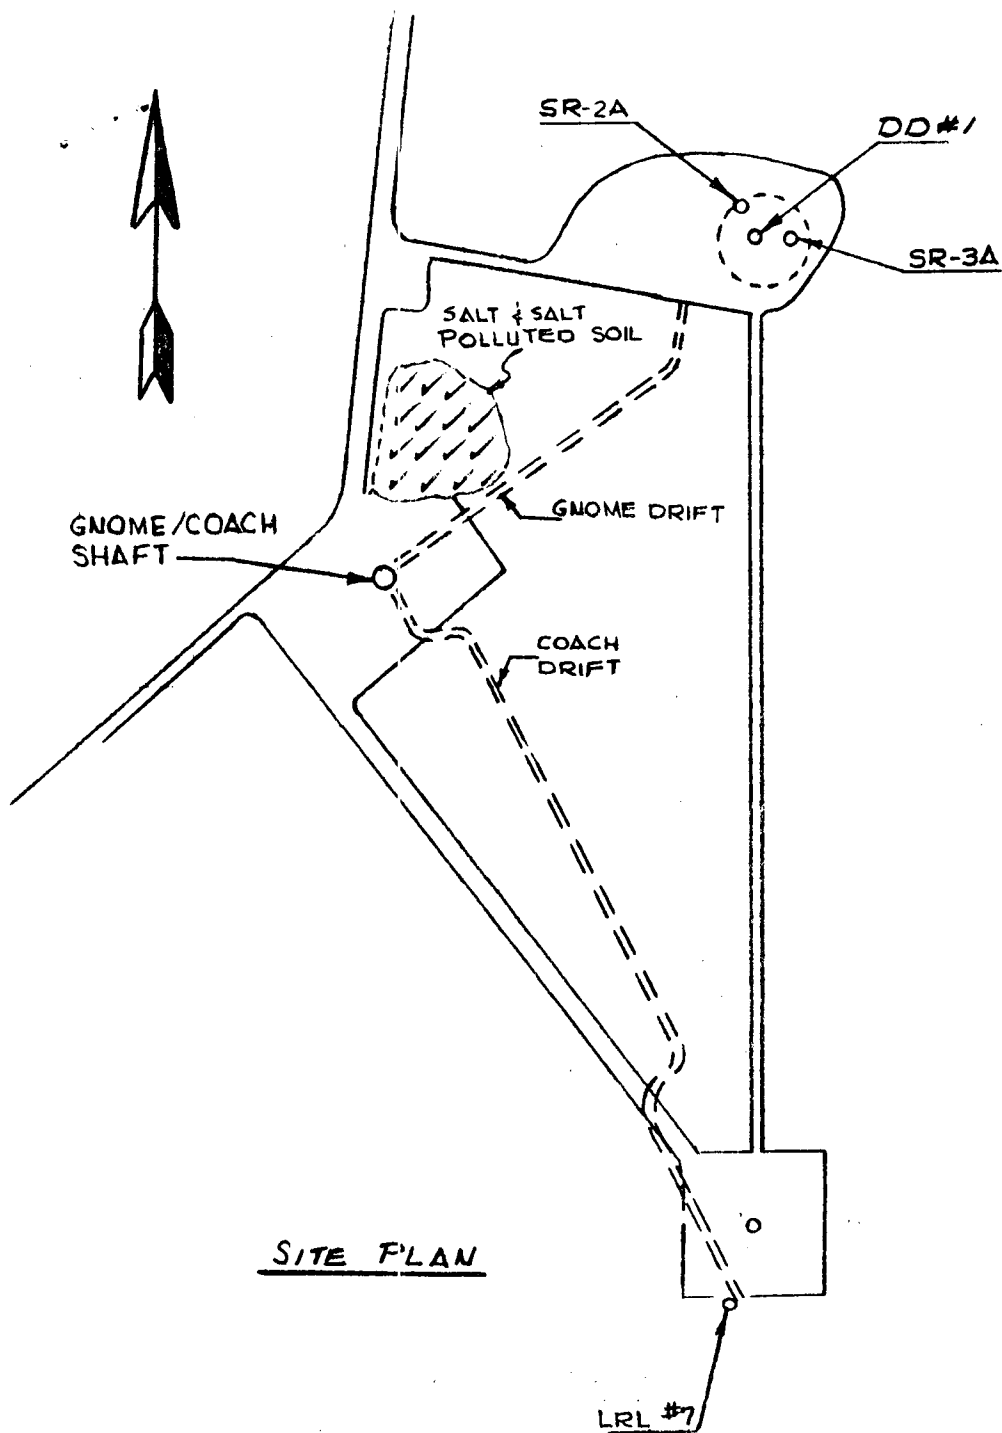 SR-2A
DD #1
SR-3A
SALT & SALT
POLLUTED SOIL
GNOME DRIFT
GNOME/COACH
SHAFT
COACH
DRIFT
SITE PLAN
LRL #7